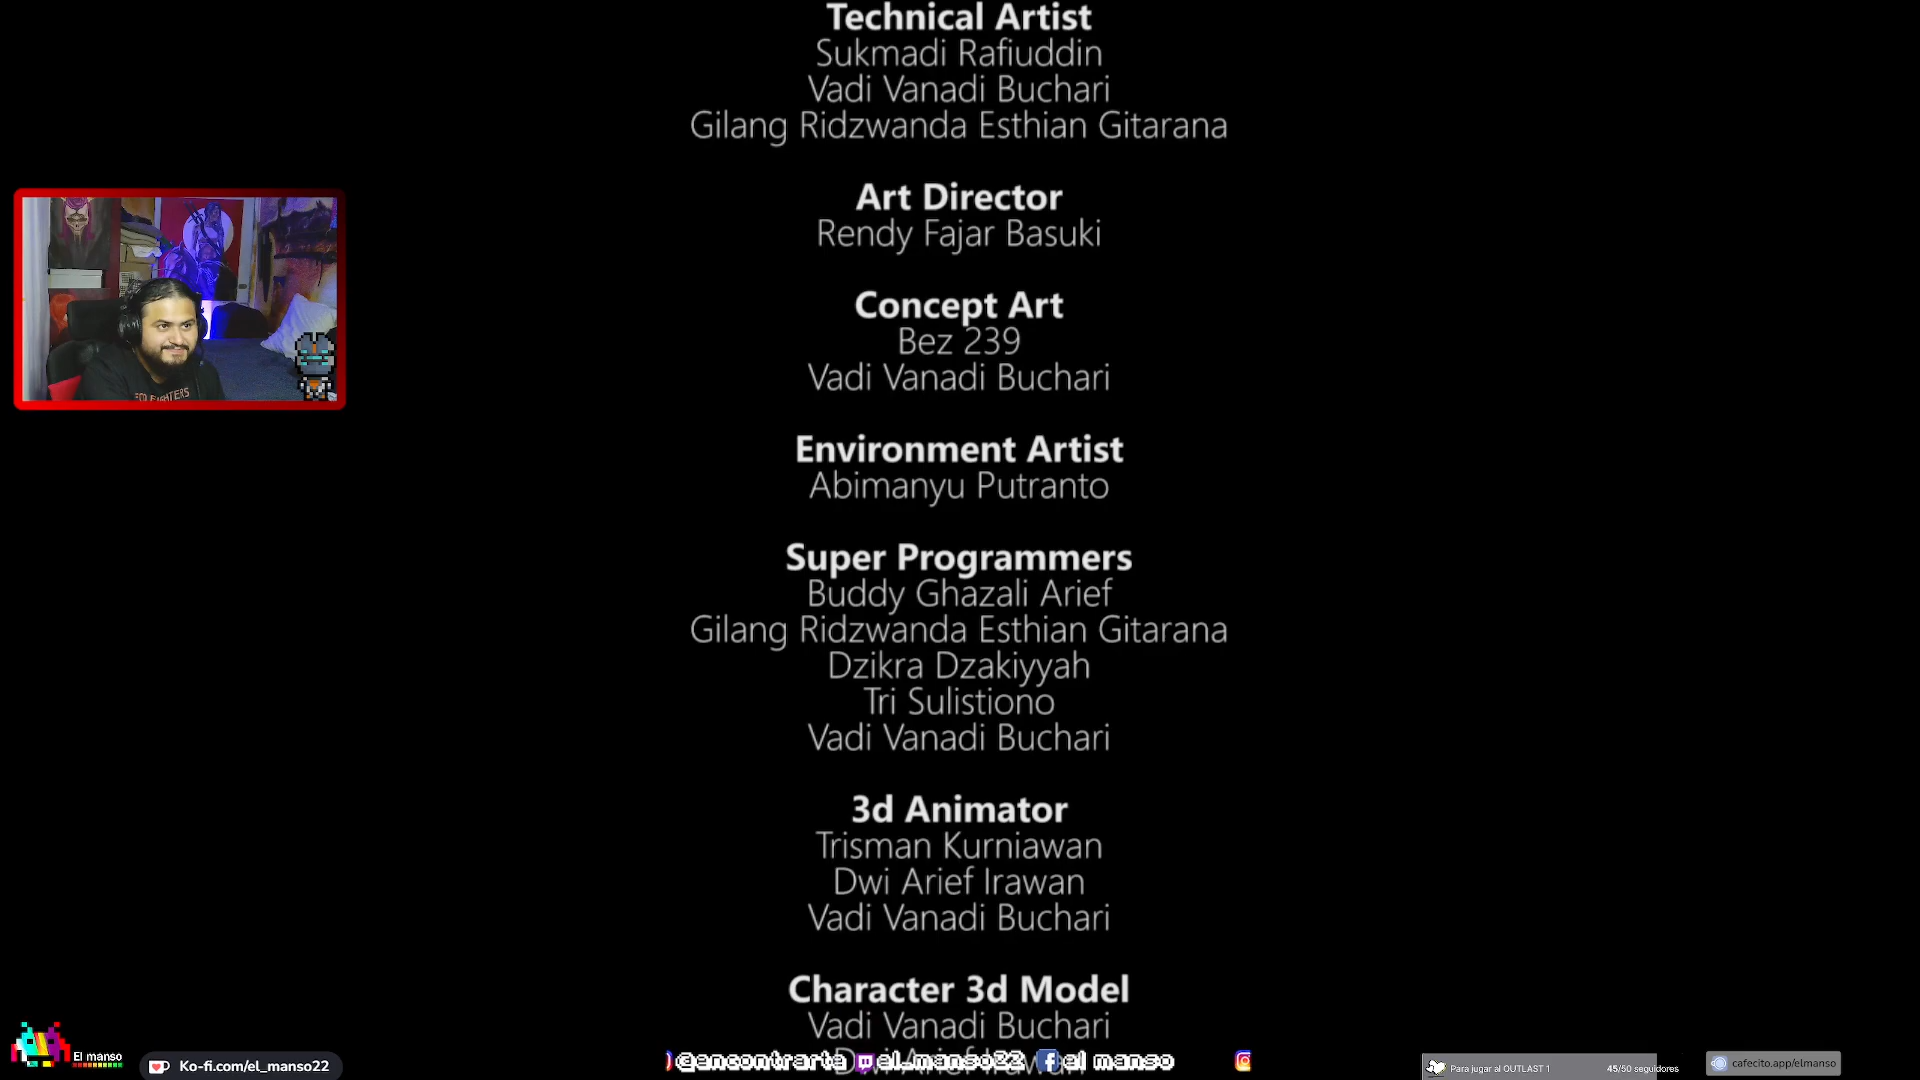 Technical Artist
Sukmadi Rafiuddin
Vadi Vanadi Buchari
Gilang Ridzwanda Esthian Gitarana
Art Director
Rendy Fajar Basuki
Concept Art
Bez 239
Vadi Vanadi Buchari
Environment Artist
Abimanyu Putranto
Super Programmers
Buddy Ghazali Arief
Gilang Ridzwanda Esthian Gitarana
Dzikra Dzakiyyah
Tri Sulistiono
Vadi Vanadi Buchari
3d Animator
Trisman Kurniawan
Dwi Arief Irawan
Vadi Vanadi Buchari
Character 3d Model
Vadi Vanadi Buchari
Dwi Arief Irawan
El manso
Ko-fi.com/el_manso22
@encontrarte el_manso22 el manso
Para jugar al OUTLAST 1 45/50 seguidores
cafecito.app/elmanso